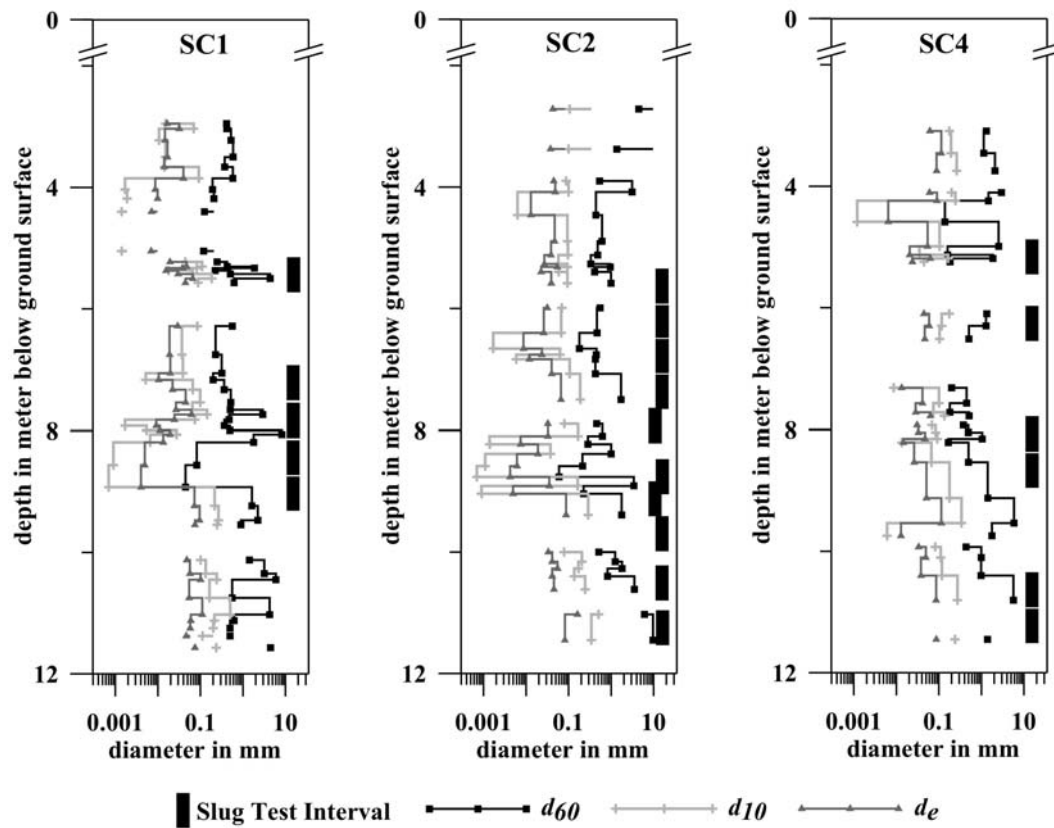 SC1
SC2
SC4
0
4
8
12
depth in meter below ground surface
0.001 0.1 10
diameter in mm
0
4
8
12
depth in meter below ground surface
0.001 0.1 10
diameter in mm
0
4
8
12
depth in meter below ground surface
0.001 0.1 10
diameter in mm
Slug Test Interval d60 d10 de